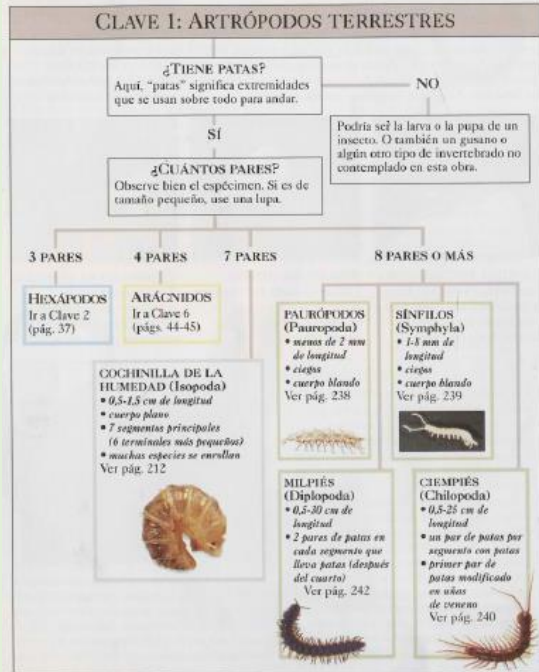 CLAVE 1: ARTRÓPODOS TERRESTRES
¿TIENE PATAS?
Aquí, "patas" significa extremidades
que se usan sobre todo para andar.
NO
Podría ser la larva o la pupa de un
insecto. O también un gusano o
algún otro tipo de invertebrado no
contemplado en esta obra.
SÍ
¿CUÁNTOS PARES?
Observe bien el espécimen. Si es de
tamaño pequeño, use una lupa.
3 PARES
4 PARES
7 PARES
8 PARES O MÁS
HEXÁPODOS
Ir a Clave 2
(pág. 37)
ARÁCNIDOS
Ir a Clave 6
(págs. 44-45)
COCHINILLA DE LA
HUMEDAD (Isopoda)
• 0,5-1,5 cm de longitud
• cuerpo plano
• 7 segmentos principales
(6 terminales más pequeños)
• muchas especies se enrollan
Ver pág. 212
PAURÓPODOS
(Pauropoda)
• menos de 2 mm
de longitud
• ciegos
• cuerpo blando
Ver pág. 238
SÍNFILOS
(Symphyla)
• 1-8 mm de
longitud
• ciegos
• cuerpo blando
Ver pág. 239
MILPIÉS
(Diplopoda)
• 0,5-30 cm de
longitud
• 2 pares de patas en
cada segmento que
lleva patas (después
del cuarto)
Ver pág. 242
CIEMPIÉS
(Chilopoda)
• 0,5-25 cm de
longitud
• un par de patas por
segmento con patas
• primer par de
patas modificado
en uñas
de veneno
Ver pág. 240